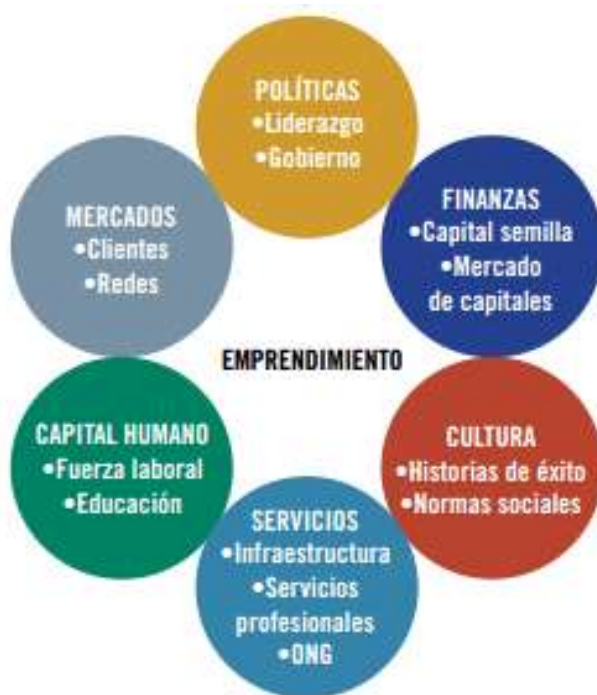 POLÍTICAS
•Liderazgo
•Gobierno
FINANZAS
•Capital semilla
•Mercado
de capitales
MERCADOS
•Clientes
•Redes
EMPRENDIMIENTO
CULTURA
•Historias de éxito
•Normas sociales
CAPITAL HUMANO
•Fuerza laboral
•Educación
SERVICIOS
•Infraestructura
•Servicios
profesionales
•ONG